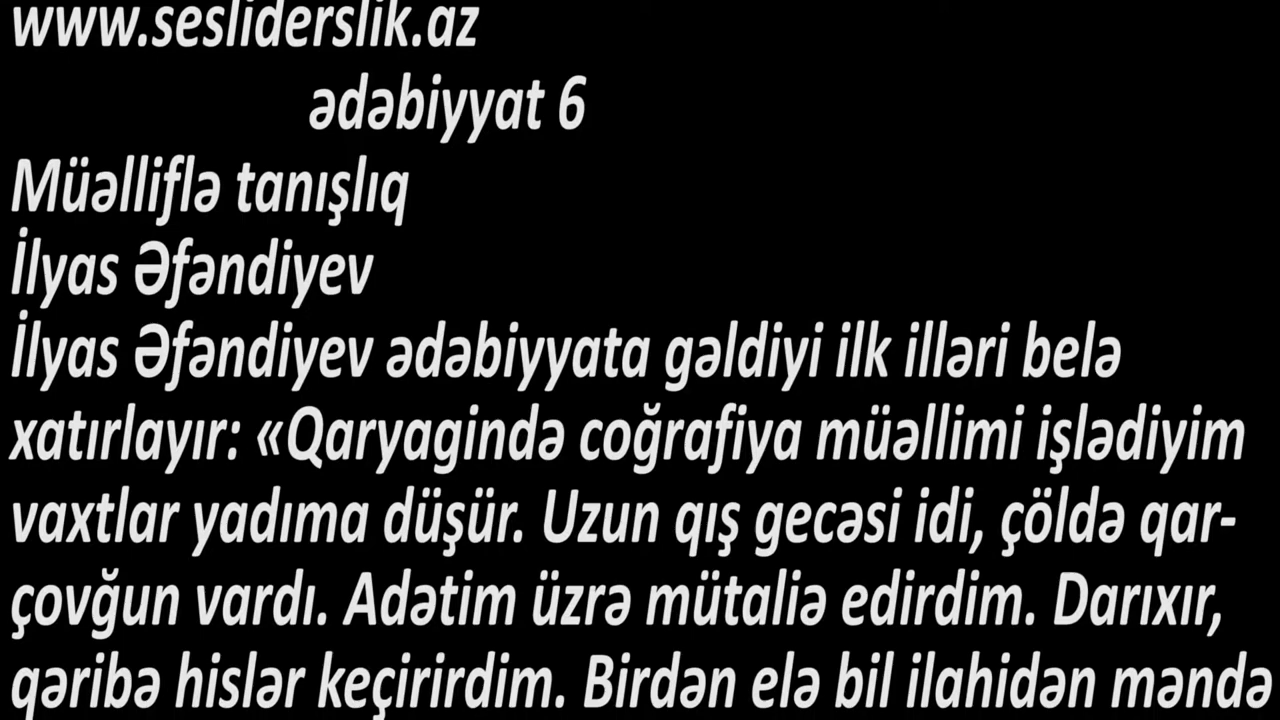 www.sesliderslik.az
ədəbiyyat 6
Müəlliflə tanışlıq
İlyas Əfəndiyev
İlyas Əfəndiyev ədəbiyyata gəldiyi ilk illəri belə
xatırlayır: «Qaryagində coğrafiya müəllimi işlədiyim
vaxtlar yadıma düşür. Uzun qış gecəsi idi, çöldə qar-
çovğun vardı. Adətim üzrə mütaliə edirdim. Darıxır,
qəribə hislər keçirirdim. Birdən elə bil ilahidən məndə